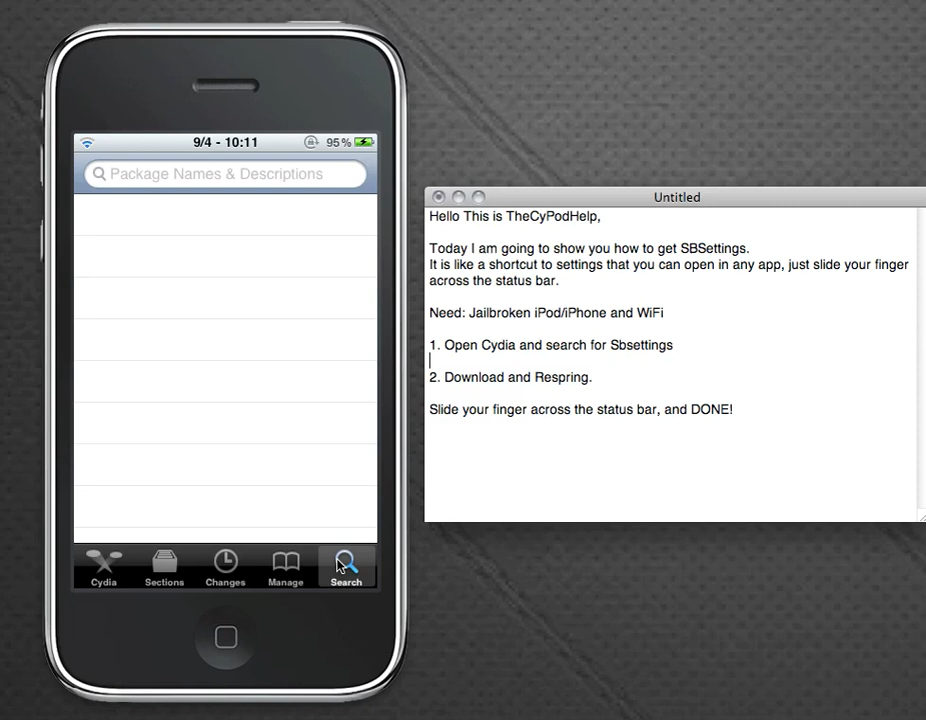 9/4 - 10:11
95%
Package Names & Descriptions
Cydia
Sections
Changes
Manage
Search
Untitled
Hello This is TheCyPodHelp,
Today I am going to show you how to get SBSettings.
It is like a shortcut to settings that you can open in any app, just slide your finger
across the status bar.
Need: Jailbroken iPod/iPhone and WiFi
1. Open Cydia and search for Sbsettings
2. Download and Respring.
Slide your finger across the status bar, and DONE!